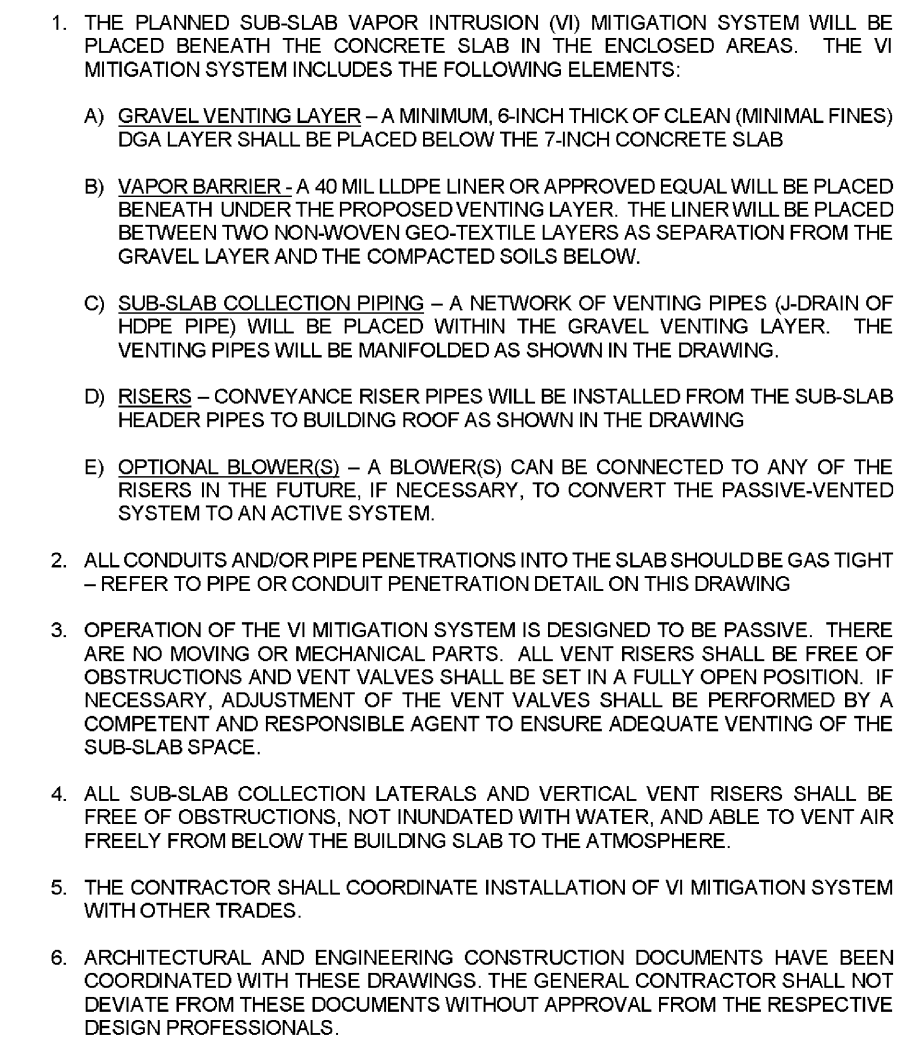 1. THE PLANNED SUB-SLAB VAPOR INTRUSION (VI) MITIGATION SYSTEM WILL BE
PLACED BENEATH THE CONCRETE SLAB IN THE ENCLOSED AREAS. THE VI
MITIGATION SYSTEM INCLUDES THE FOLLOWING ELEMENTS:
A) GRAVEL VENTING LAYER – A MINIMUM, 6-INCH THICK OF CLEAN (MINIMAL FINES)
DGA LAYER SHALL BE PLACED BELOW THE 7-INCH CONCRETE SLAB
B) VAPOR BARRIER - A 40 MIL LLDPE LINER OR APPROVED EQUAL WILL BE PLACED
BENEATH UNDER THE PROPOSED VENTING LAYER. THE LINER WILL BE PLACED
BETWEEN TWO NON-WOVEN GEO-TEXTILE LAYERS AS SEPARATION FROM THE
GRAVEL LAYER AND THE COMPACTED SOILS BELOW.
C) SUB-SLAB COLLECTION PIPING – A NETWORK OF VENTING PIPES (J-DRAIN OF
HDPE PIPE) WILL BE PLACED WITHIN THE GRAVEL VENTING LAYER. THE
VENTING PIPES WILL BE MANIFOLDED AS SHOWN IN THE DRAWING.
D) RISERS – CONVEYANCE RISER PIPES WILL BE INSTALLED FROM THE SUB-SLAB
HEADER PIPES TO BUILDING ROOF AS SHOWN IN THE DRAWING
E) OPTIONAL BLOWER(S) – A BLOWER(S) CAN BE CONNECTED TO ANY OF THE
RISERS IN THE FUTURE, IF NECESSARY, TO CONVERT THE PASSIVE-VENTED
SYSTEM TO AN ACTIVE SYSTEM.
2. ALL CONDUITS AND/OR PIPE PENETRATIONS INTO THE SLAB SHOULD BE GAS TIGHT
– REFER TO PIPE OR CONDUIT PENETRATION DETAIL ON THIS DRAWING
3. OPERATION OF THE VI MITIGATION SYSTEM IS DESIGNED TO BE PASSIVE. THERE
ARE NO MOVING OR MECHANICAL PARTS. ALL VENT RISERS SHALL BE FREE OF
OBSTRUCTIONS AND VENT VALVES SHALL BE SET IN A FULLY OPEN POSITION. IF
NECESSARY, ADJUSTMENT OF THE VENT VALVES SHALL BE PERFORMED BY A
COMPETENT AND RESPONSIBLE AGENT TO ENSURE ADEQUATE VENTING OF THE
SUB-SLAB SPACE.
4. ALL SUB-SLAB COLLECTION LATERALS AND VERTICAL VENT RISERS SHALL BE
FREE OF OBSTRUCTIONS, NOT INUNDATED WITH WATER, AND ABLE TO VENT AIR
FREELY FROM BELOW THE BUILDING SLAB TO THE ATMOSPHERE.
5. THE CONTRACTOR SHALL COORDINATE INSTALLATION OF VI MITIGATION SYSTEM
WITH OTHER TRADES.
6. ARCHITECTURAL AND ENGINEERING CONSTRUCTION DOCUMENTS HAVE BEEN
COORDINATED WITH THESE DRAWINGS. THE GENERAL CONTRACTOR SHALL NOT
DEVIATE FROM THESE DOCUMENTS WITHOUT APPROVAL FROM THE RESPECTIVE
DESIGN PROFESSIONALS.